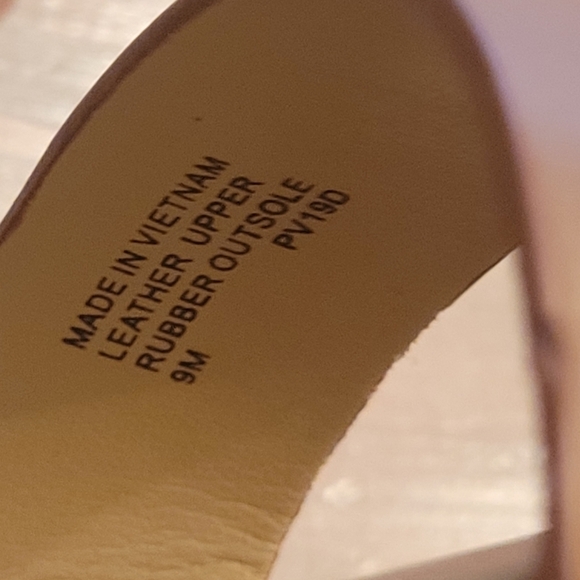 MADE IN VIETNAM
LEATHER UPPER
RUBBER OUTSOLE
9M PV19D